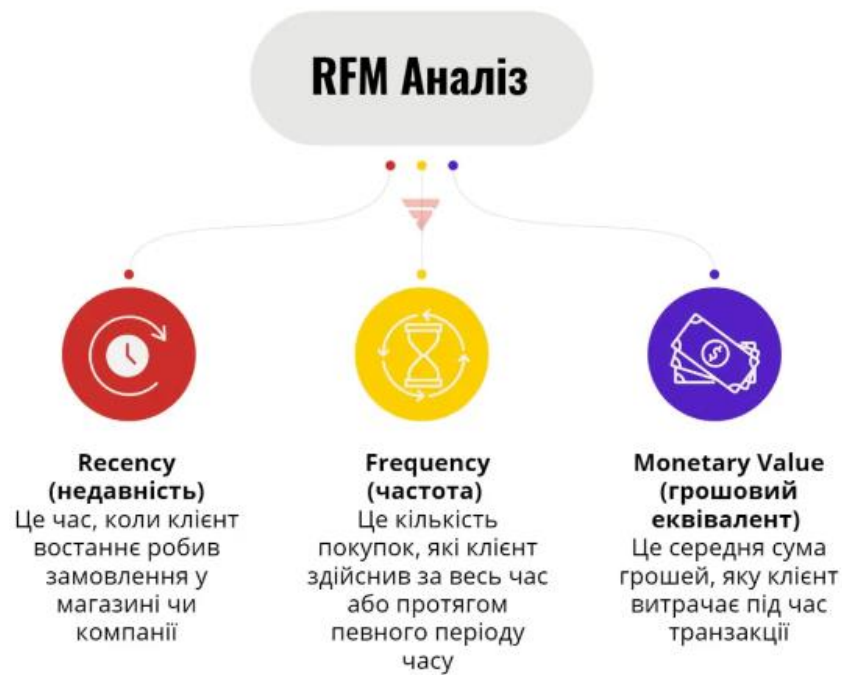 RFM Аналіз
Recency
(недавність)
Це час, коли клієнт
востаннє робив
замовлення у
магазині чи
компанії
Frequency
(частота)
Це кількість
покупок, які клієнт
здійснив за весь час
або протягом
певного періоду
часу
Monetary Value
(грошовий
еквівалент)
Це середня сума
грошей, яку клієнт
витрачає під час
транзакції